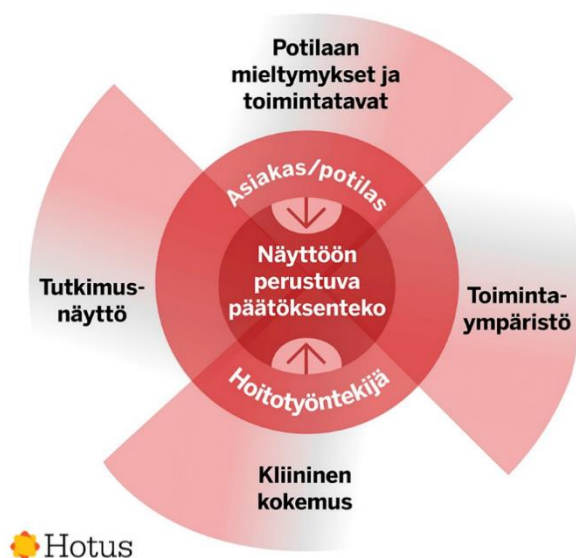 Potilaan
mieltymykset ja
toimintatavat
Asiakas/potilas
Näyttöön
perustuva
päätöksenteko
Tutkimus-
näyttö
Toiminta-
ympäristö
Hoitotyöntekijä
Kliininen
kokemus
Hotus